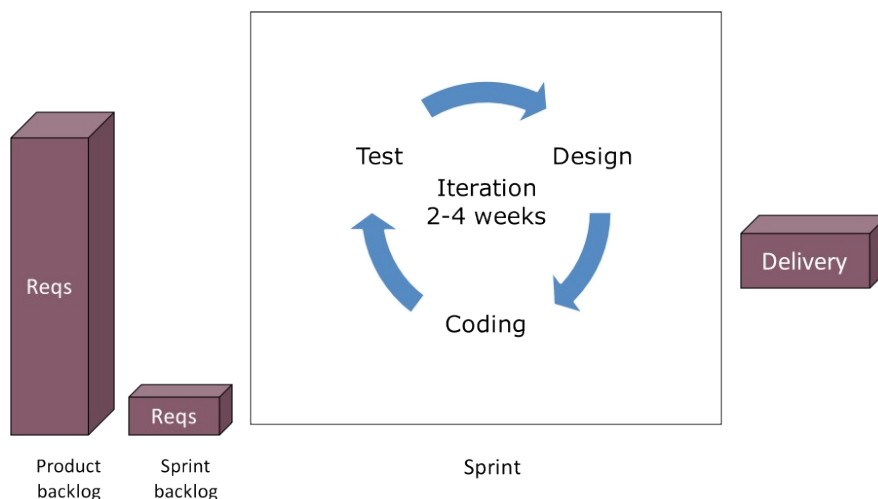 Test
Design
Iteration
2-4 weeks
Reqs
Delivery
Coding
Reqs
Product
backlog
Sprint
backlog
Sprint